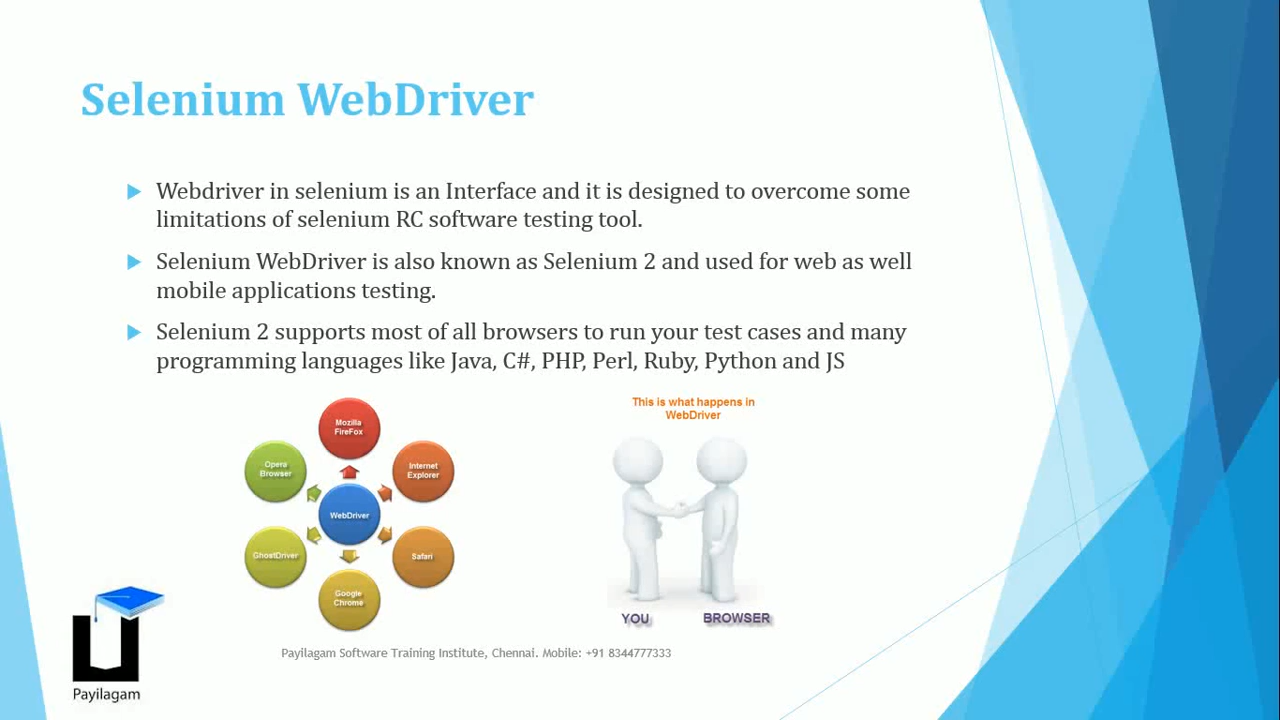 Selenium WebDriver
Webdriver in selenium is an Interface and it is designed to overcome some
limitations of selenium RC software testing tool.
Selenium WebDriver is also known as Selenium 2 and used for web as well
mobile applications testing.
Selenium 2 supports most of all browsers to run your test cases and many
programming languages like Java, C#, PHP, Perl, Ruby, Python and JS
Mozilla
FireFox
Opera
Browser
Internet
Explorer
WebDriver
GhostDriver
Safari
Google
Chrome
This is what happens in
WebDriver
YOU
BROWSER
Payilagam Software Training Institute, Chennai. Mobile: +91 8344777333
Payilagam